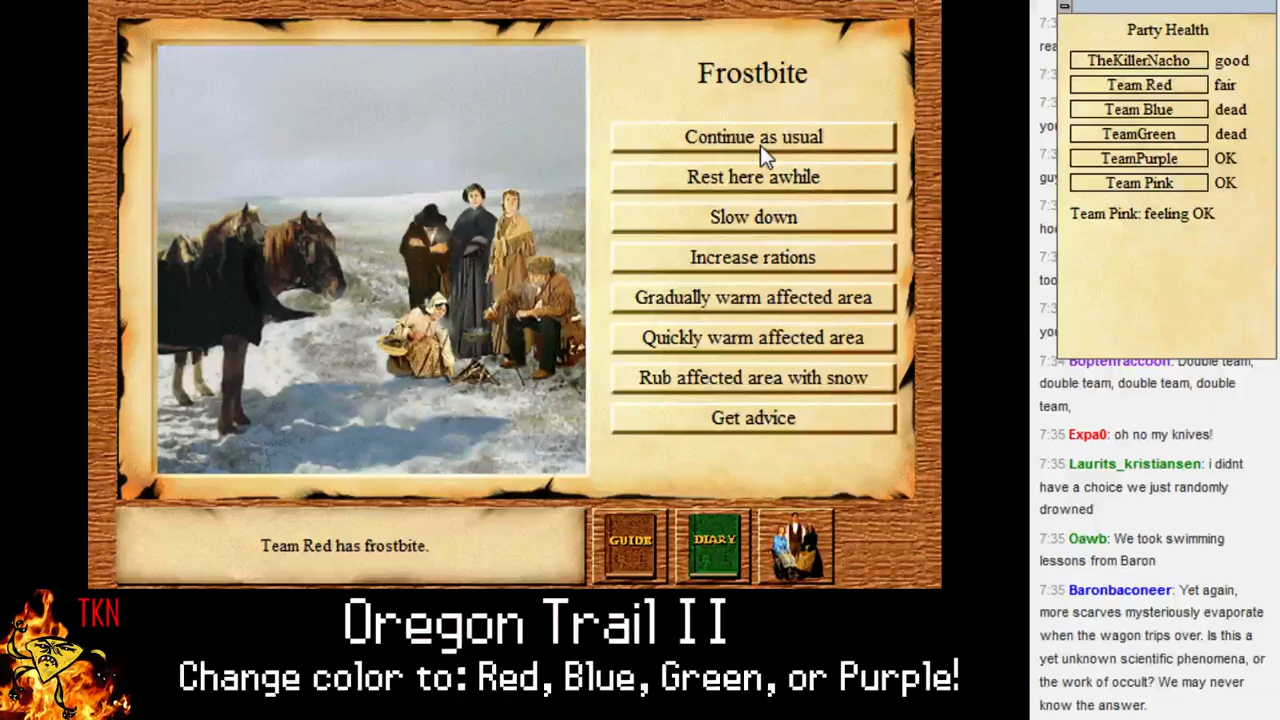 Frostbite
Continue as usual
Rest here awhile
Slow down
Increase rations
Gradually warm affected area
Quickly warm affected area
Rub affected area with snow
Get advice
Team Red has frostbite.
GUIDE
DIARY
TKN
Oregon Trail II
Change color to: Red, Blue, Green, or Purple!
Party Health
TheKillerNacho good
Team Red fair
Team Blue dead
TeamGreen dead
TeamPurple OK
Team Pink OK
Team Pink: feeling OK
Boptenraccoon: Double team,
double team, double team, double
team,
7:35 Expa0: oh no my knives!
7:35 Laurits_kristiansen: i didnt
have a choice we just randomly
drowned
7:35 Oawb: We took swimming
lessons from Baron
7:35 Baronbaconeer: Yet again,
more scarves mysteriously evaporate
when the wagon trips over. Is this a
yet unknown scientific phenomena, or
the work of occult? We may never
know the answer.